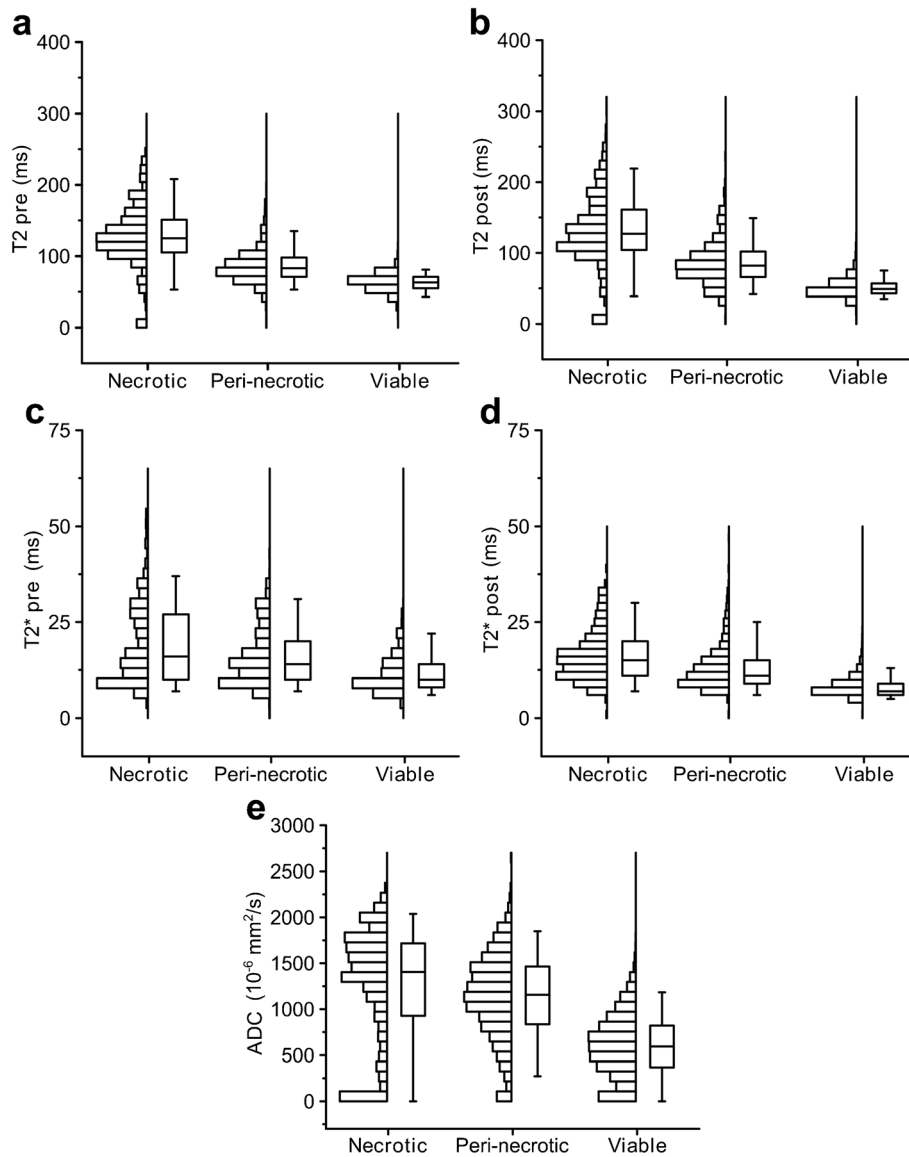 a
400
300
200
100
0
T2 pre (ms)
Necrotic Peri-necrotic Viable
b
400
300
200
100
0
T2 post (ms)
Necrotic Peri-necrotic Viable
c
75
50
25
0
T2* pre (ms)
Necrotic Peri-necrotic Viable
d
75
50
25
0
T2* post (ms)
Necrotic Peri-necrotic Viable
e
3000
2500
2000
1500
1000
500
0
ADC (10⁻⁶ mm²/s)
Necrotic Peri-necrotic Viable